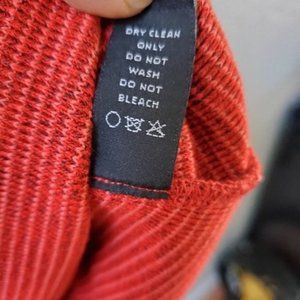 DRY CLEAN
ONLY
DO NOT
WASH
DO NOT
BLEACH